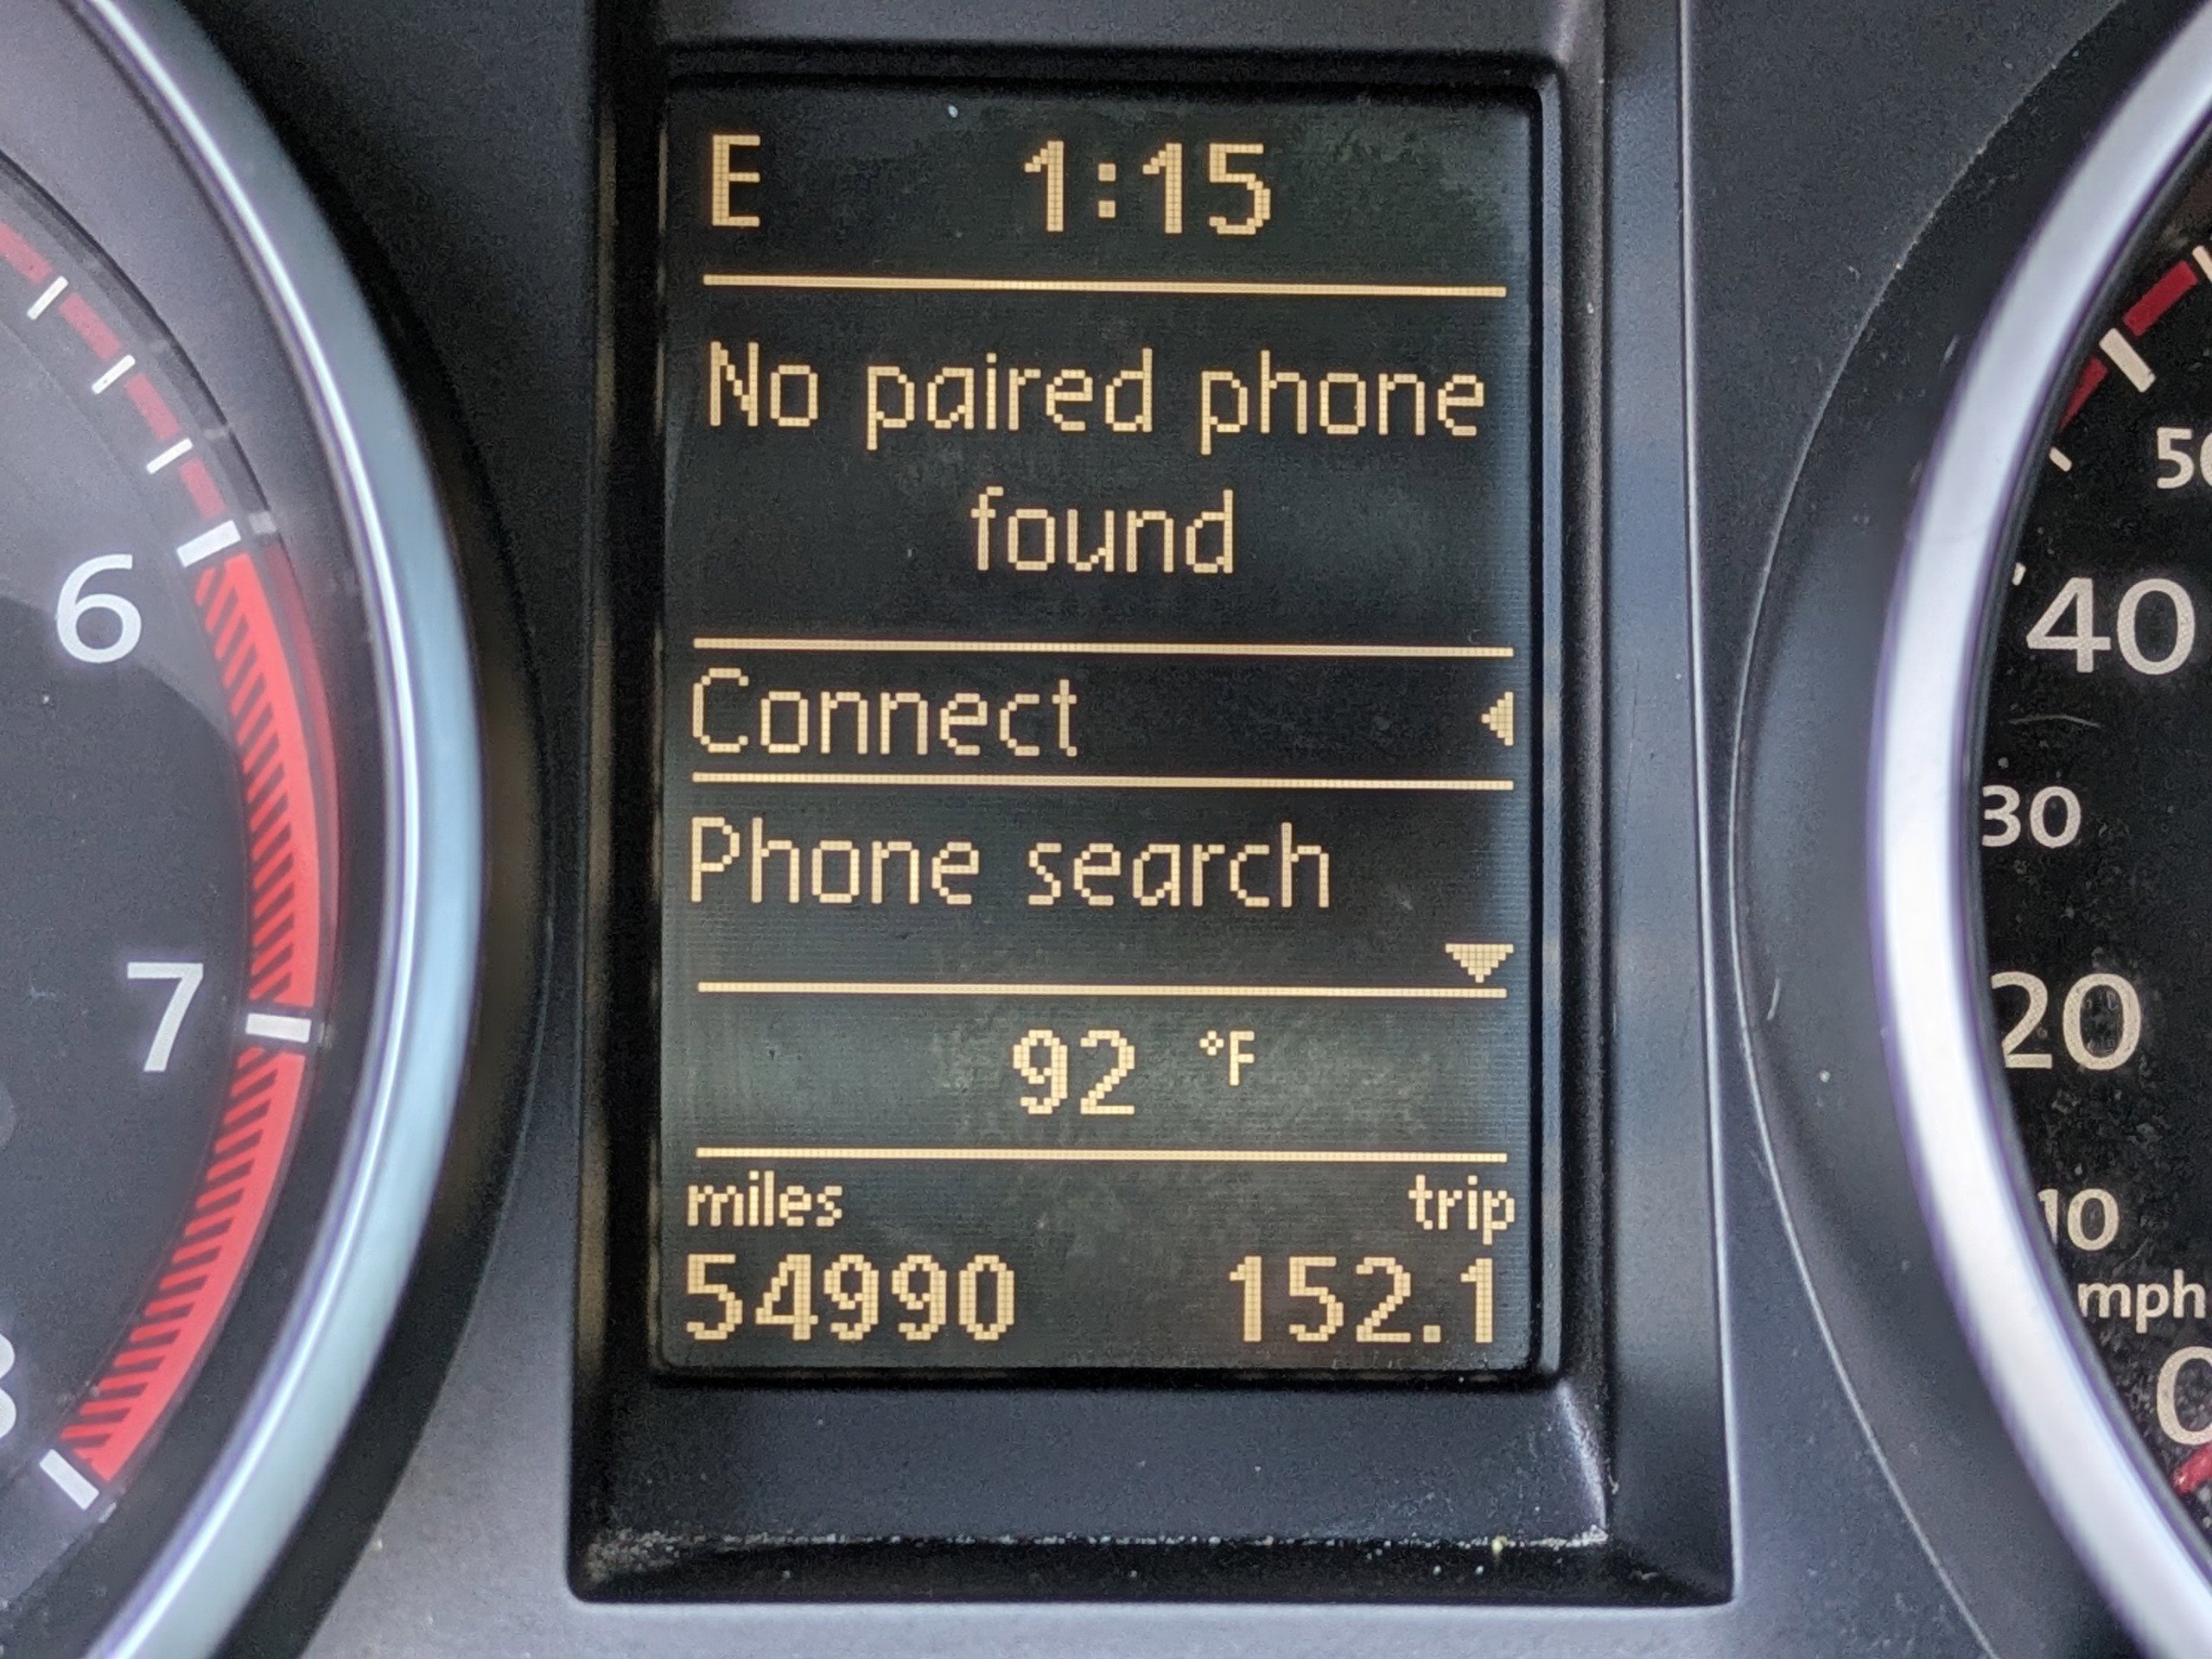 E 1:15
No paired phone
found
Connect
Phone search
92 °F
miles trip
54990 152.1
6
7
40
30
20
10
mph
0